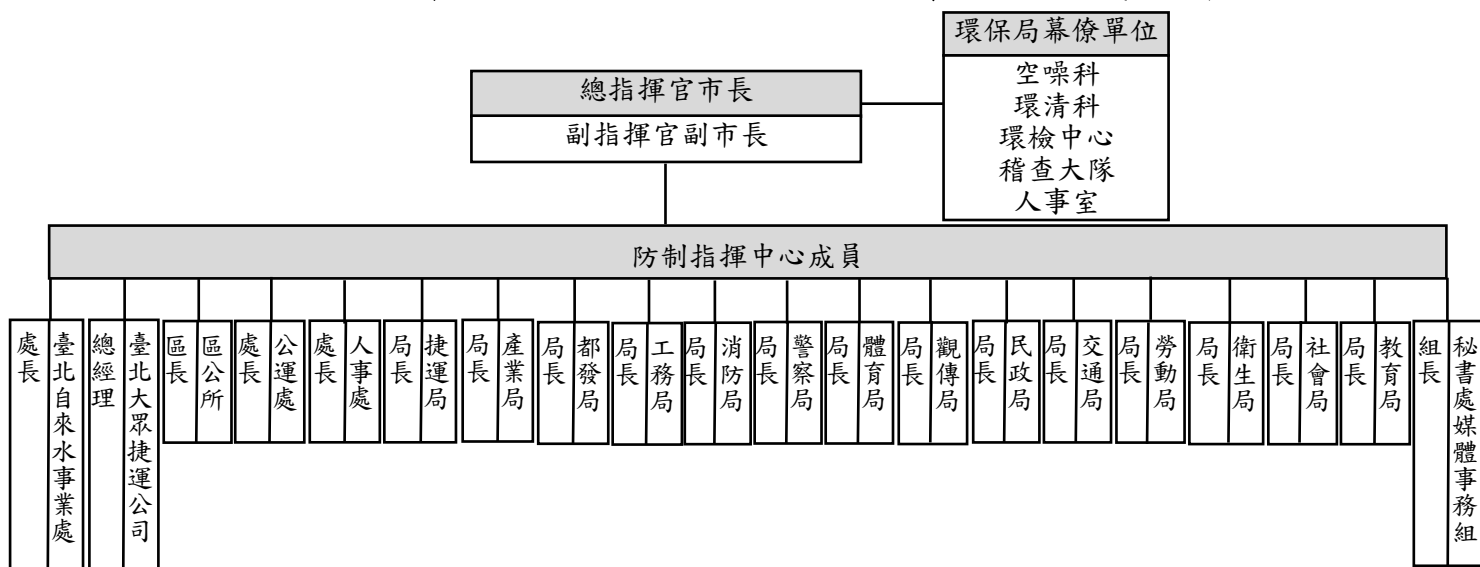 環保局幕僚單位
空噪科
環清科
環檢中心
稽查大隊
人事室
總指揮官市長
副指揮官副市長
防制指揮中心成員
秘書處媒體事務組
組長
教育局
局長
社會局
局長
衛生局
局長
勞動局
局長
交通局
局長
民政局
局長
觀傳局
局長
體育局
局長
警察局
局長
消防局
局長
工務局
局長
都發局
局長
產業局
局長
捷運局
局長
人事處
處長
公運處
處長
區公所
區長
臺北大眾捷運公司
總經理
臺北自來水事業處
處長